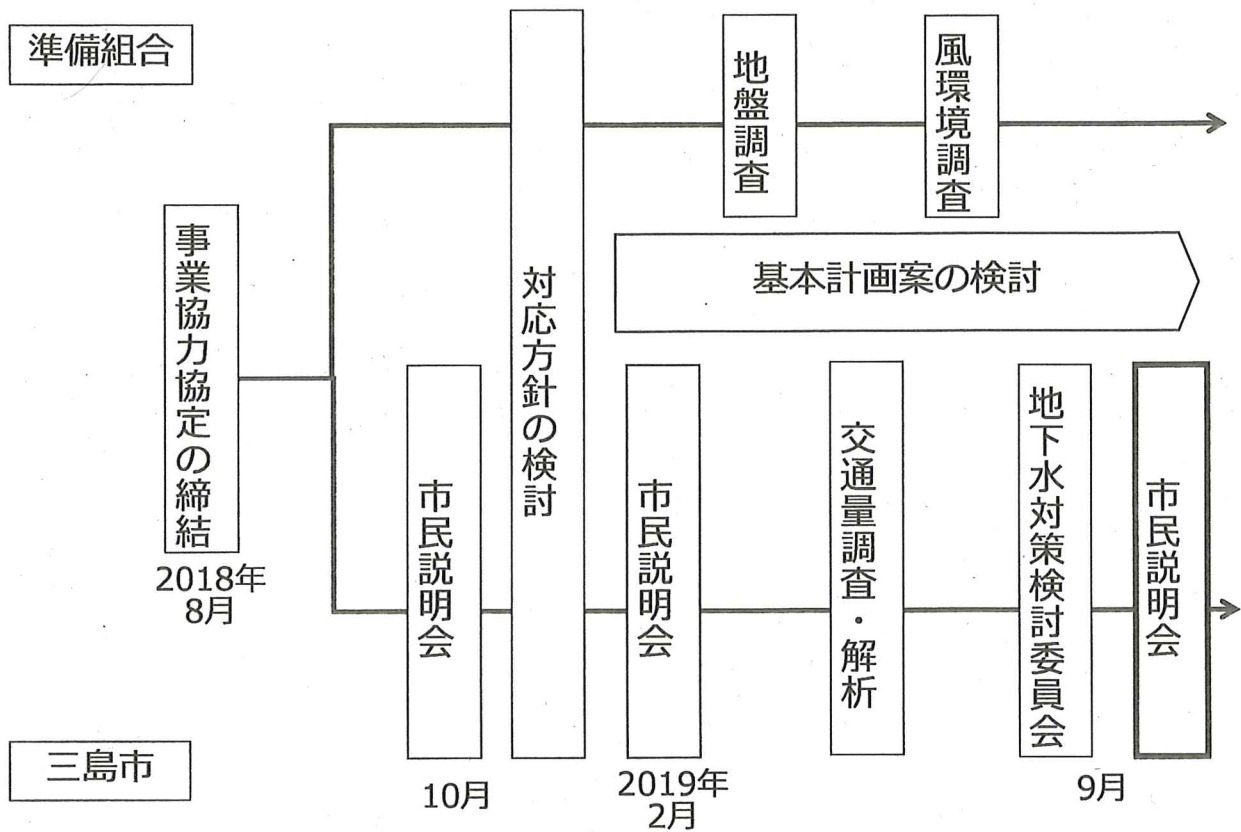 準備組合
地盤調査
風環境調査
事業協力協定の締結
2018年
8月
対応方針の検討
基本計画案の検討
市民説明会
10月
市民説明会
2019年
2月
交通量調査・解析
地下水対策検討委員会
9月
市民説明会
三島市